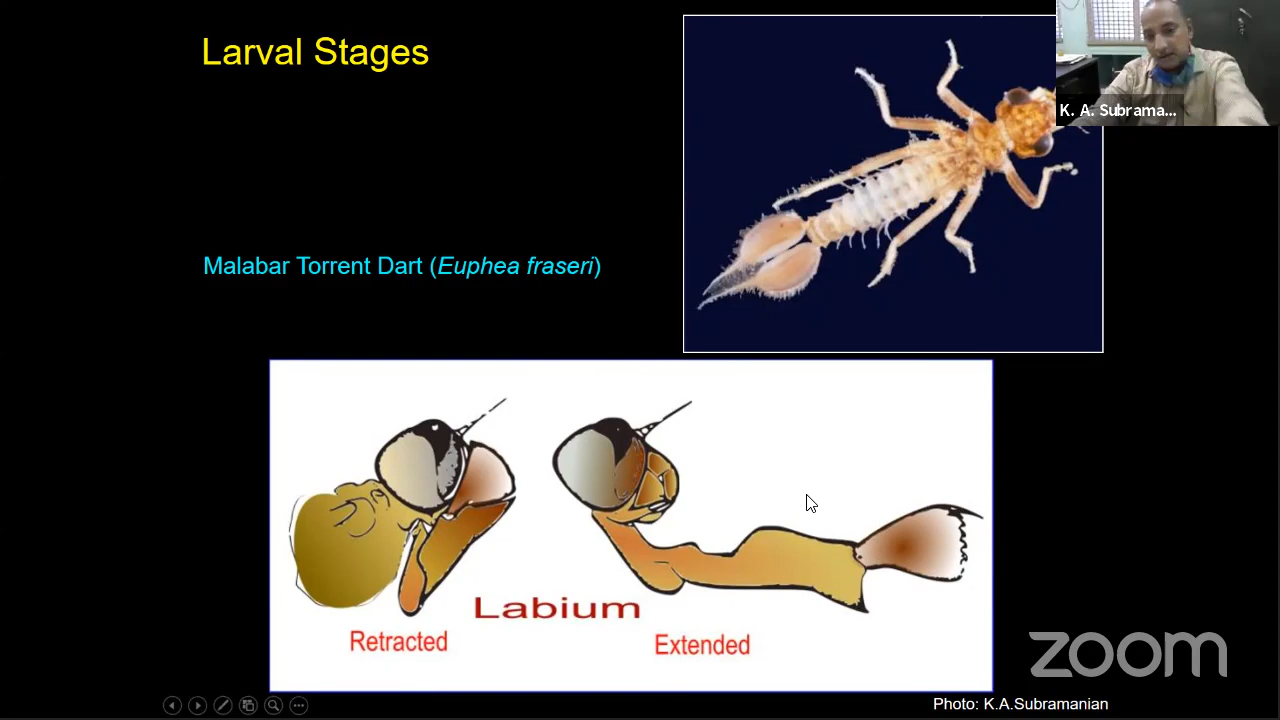 Larval Stages
K. A. Subrama...
Malabar Torrent Dart (Euphea fraseri)
Labium
Retracted
Extended
zoom
Photo: K.A.Subramanian